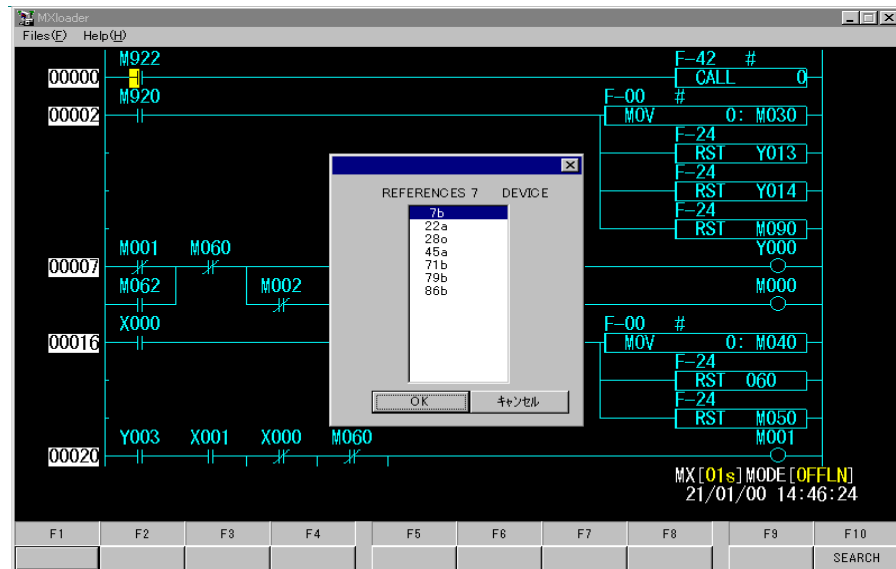 MXloader
Files(F) Help(H)
M922 F-42 #
00000 CALL 0
M920 F-00 #
00002 MOV 0: M030
F-24
RST Y013
F-24
RST Y014
F-24
RST M090
M001 M060 Y000
00007
M062 M002 M000
X000 F-00 #
00016 MOV 0: M040
F-24
RST 060
F-24
RST M050
Y003 X001 X000 M060 M001
00020
REFERENCES 7 DEVICE
7b
22a
28o
45a
71b
79b
86b
OK キャンセル
MX[01s]MODE[OFFLN]
21/01/00 14:46:24
F1 F2 F3 F4 F5 F6 F7 F8 F9 F10
SEARCH